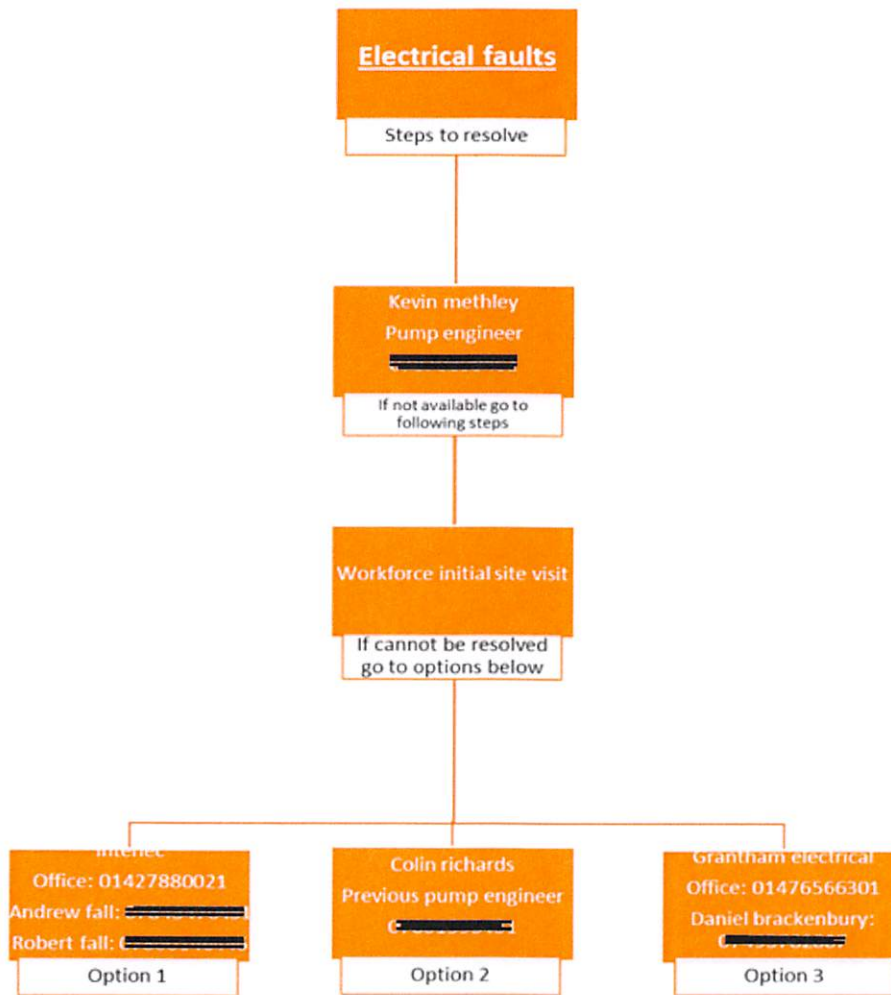 Electrical faults
Steps to resolve
Kevin methley
Pump engineer
If not available go to
following steps
Workforce initial site visit
If cannot be resolved
go to options below
Office: 01427880021
Andrew fall:
Robert fall:
Option 1
Colin richards
Previous pump engineer
Option 2
Grantham electrical
Office: 01476566301
Daniel brackenbury:
Option 3